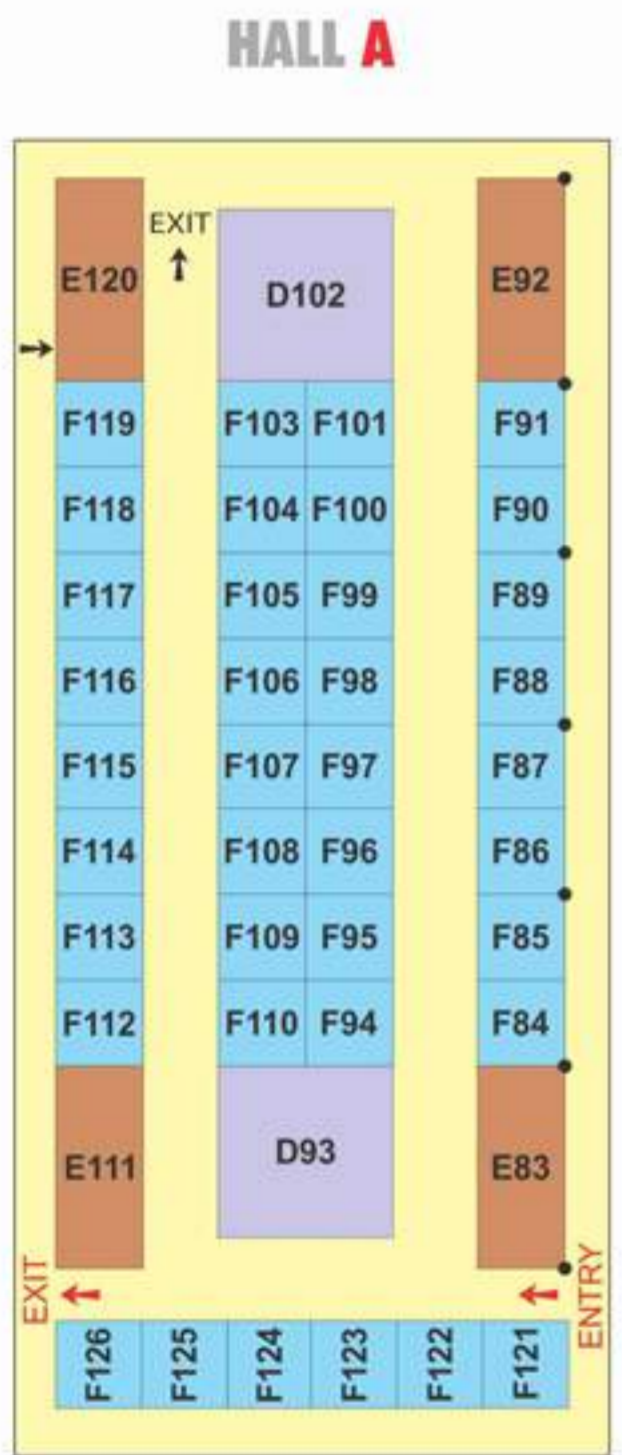 HALL A
EXIT
E120
D102
E92
F119 F103 F101 F91
F118 F104 F100 F90
F117 F105 F99 F89
F116 F106 F98 F88
F115 F107 F97 F87
F114 F108 F96 F86
F113 F109 F95 F85
F112 F110 F94 F84
E111 D93 E83
EXIT ENTRY
F126 F125 F124 F123 F122 F121